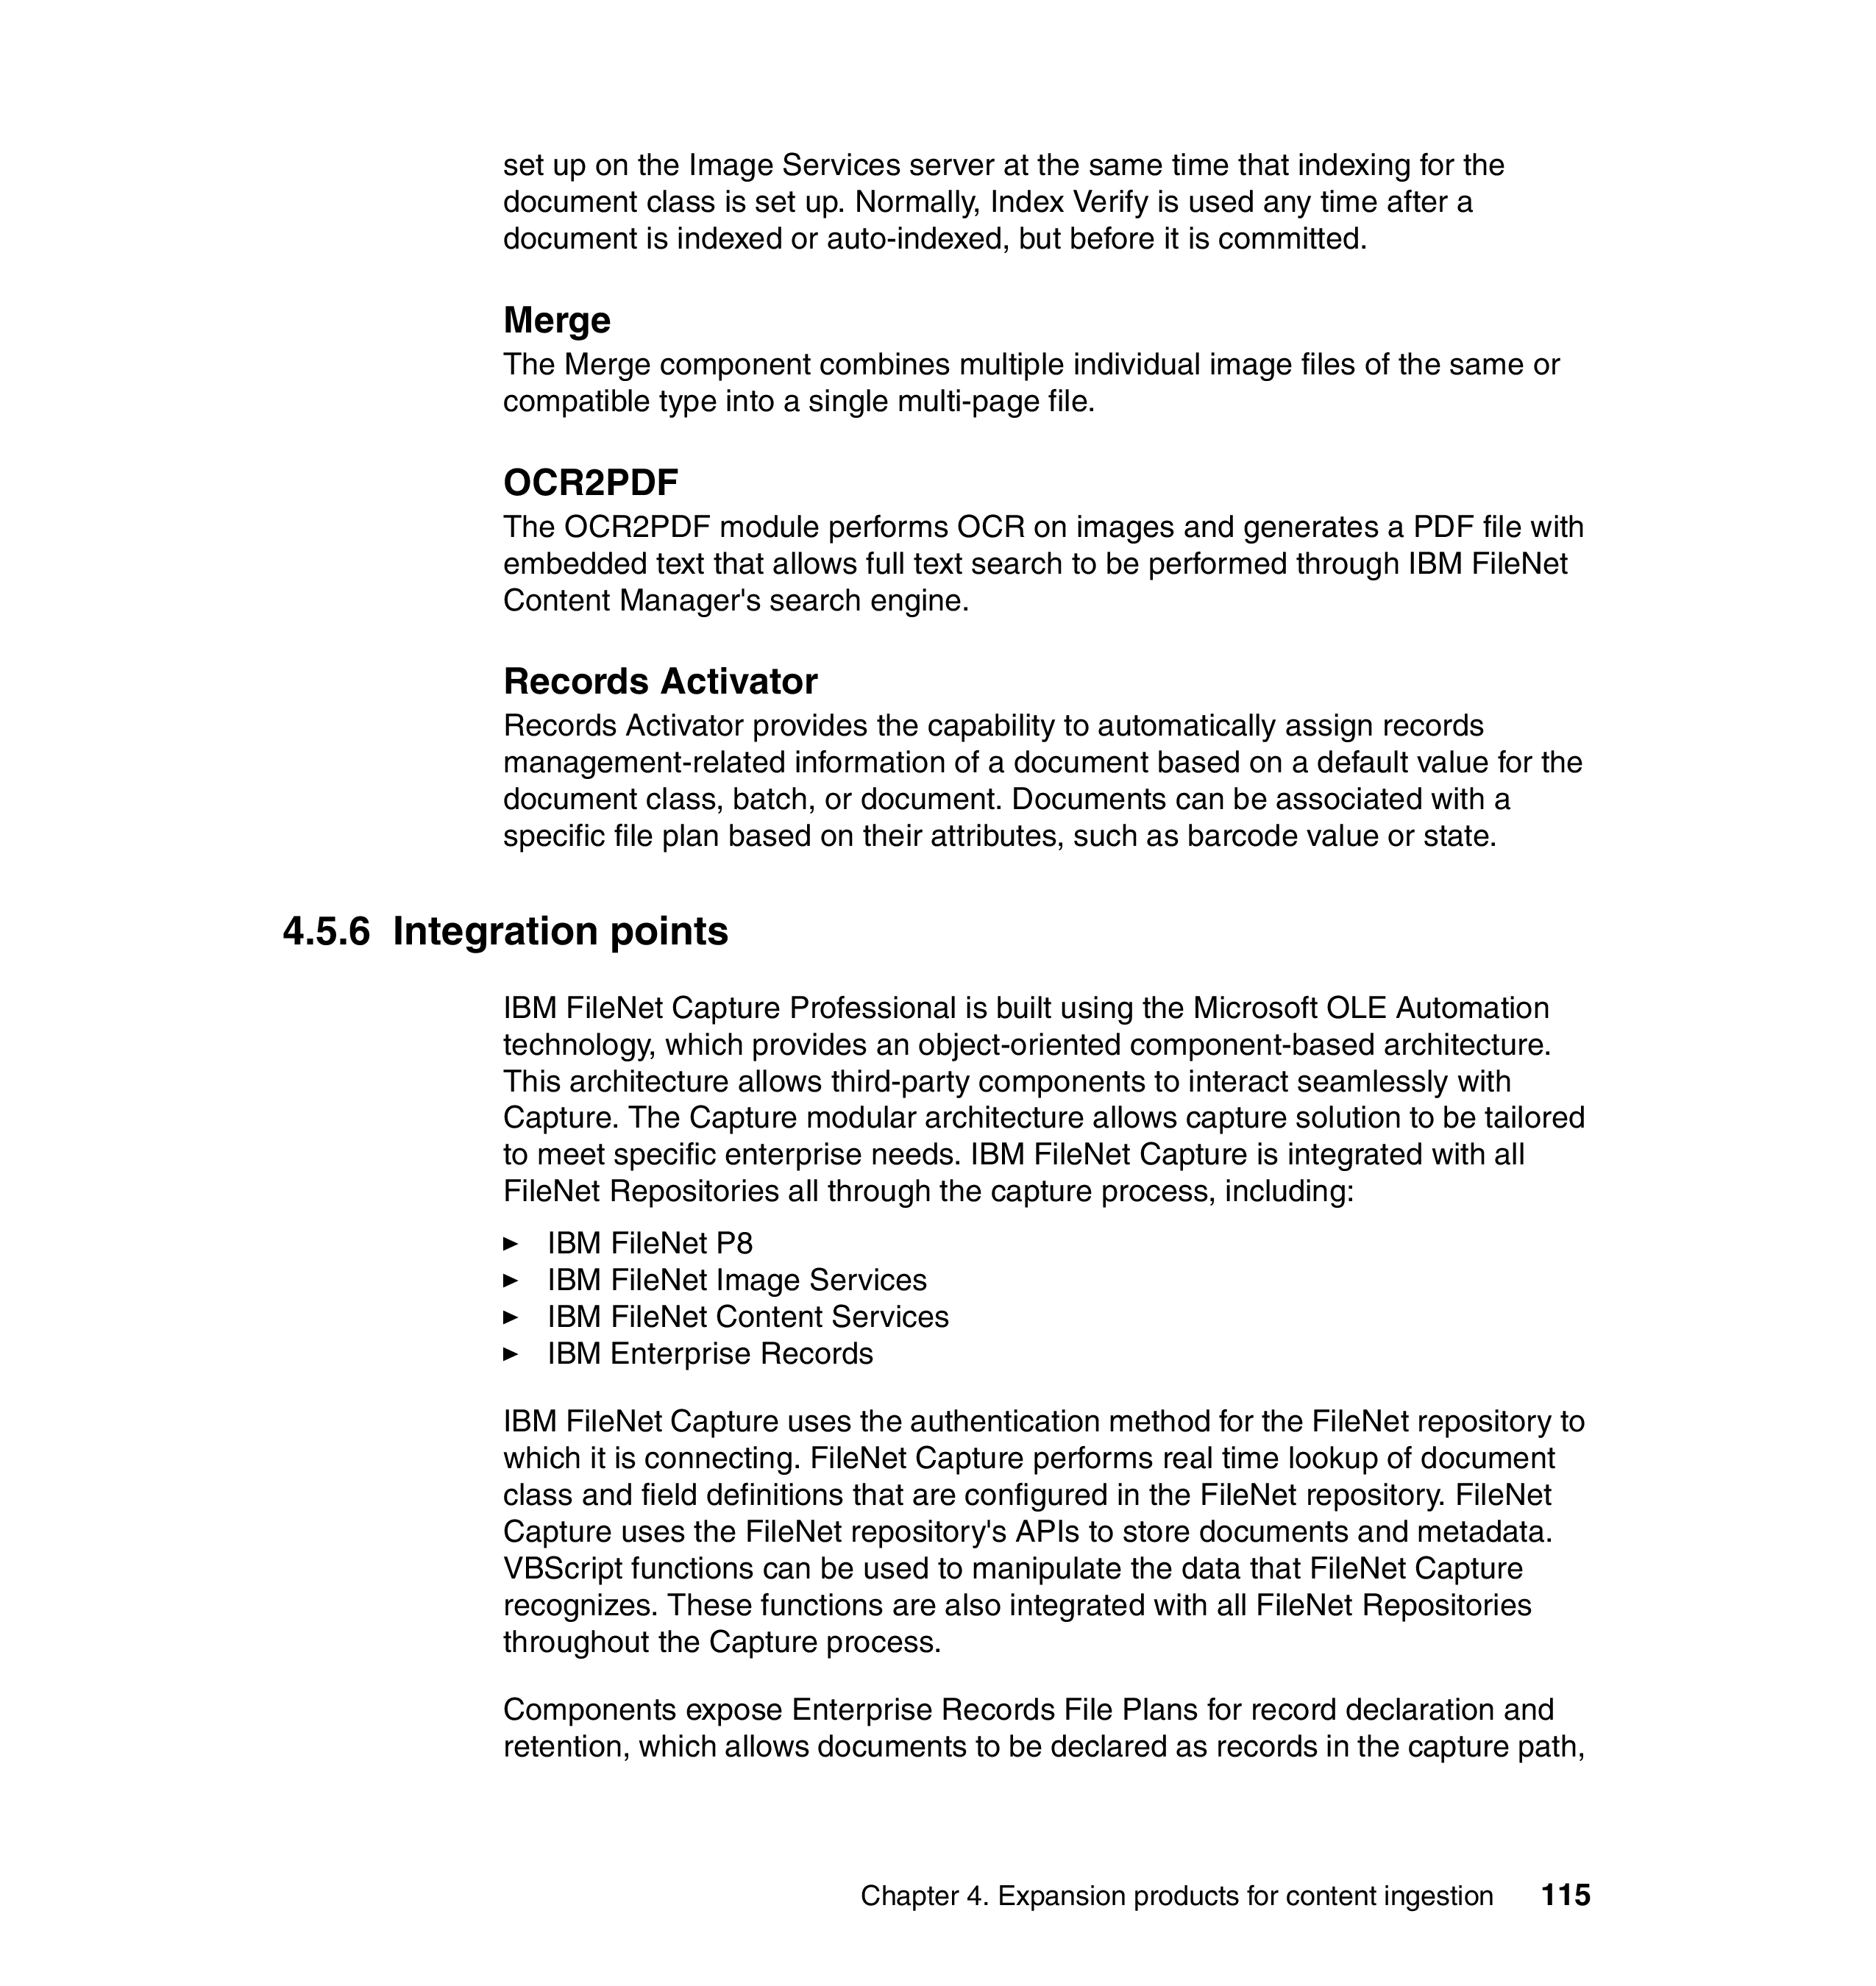 set up on the Image Services server at the same time that indexing for the
document class is set up. Normally, Index Verify is used any time after a
document is indexed or auto-indexed, but before it is committed.
Merge
The Merge component combines multiple individual image files of the same or
compatible type into a single multi-page file.
OCR2PDF
The OCR2PDF module performs OCR on images and generates a PDF file with
embedded text that allows full text search to be performed through IBM FileNet
Content Manager's search engine.
Records Activator
Records Activator provides the capability to automatically assign records
management-related information of a document based on a default value for the
document class, batch, or document. Documents can be associated with a
specific file plan based on their attributes, such as barcode value or state.
4.5.6 Integration points
IBM FileNet Capture Professional is built using the Microsoft OLE Automation
technology, which provides an object-oriented component-based architecture.
This architecture allows third-party components to interact seamlessly with
Capture. The Capture modular architecture allows capture solution to be tailored
to meet specific enterprise needs. IBM FileNet Capture is integrated with all
FileNet Repositories all through the capture process, including:
► IBM FileNet P8
► IBM FileNet Image Services
► IBM FileNet Content Services
► IBM Enterprise Records
IBM FileNet Capture uses the authentication method for the FileNet repository to
which it is connecting. FileNet Capture performs real time lookup of document
class and field definitions that are configured in the FileNet repository. FileNet
Capture uses the FileNet repository's APIs to store documents and metadata.
VBScript functions can be used to manipulate the data that FileNet Capture
recognizes. These functions are also integrated with all FileNet Repositories
throughout the Capture process.
Components expose Enterprise Records File Plans for record declaration and
retention, which allows documents to be declared as records in the capture path,
Chapter 4. Expansion products for content ingestion 115